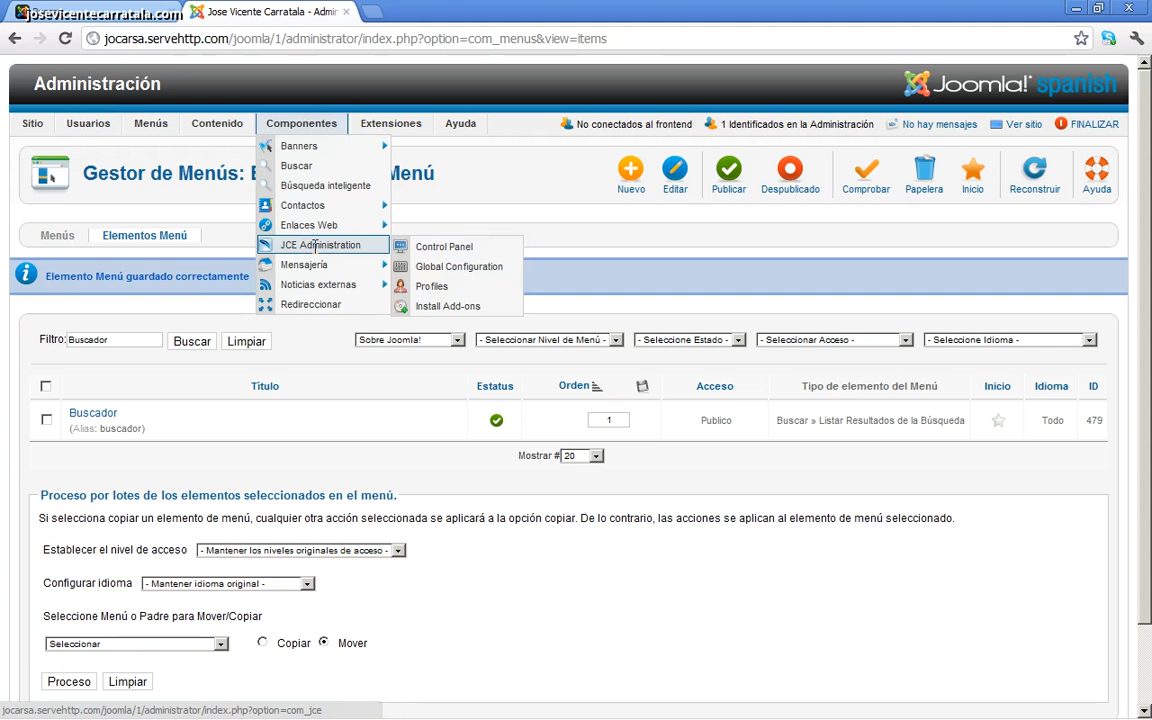 josevicentecarratala.com
Jose Vicente Carratala - Admir
jocarsa.servehttp.com/joomla/1/administrator/index.php?option=com_menus&view=items
Administración
Joomla! spanish
Sitio Usuarios Menús Contenido Componentes Extensiones Ayuda No conectados al frontend 1 Identificados en la Administración No hay mensajes Ver sitio FINALIZAR
Banners
Buscar
Búsqueda inteligente
Contactos
Enlaces Web
JCE Administration
Mensajería
Noticias externas
Redireccionar
Control Panel
Global Configuration
Profiles
Install Add-ons
Gestor de Menús: E Menú
Nuevo Editar Publicar Despublicado Comprobar Papelera Inicio Reconstruir Ayuda
Menús Elementos Menú
Elemento Menú guardado correctamente
Filtro: Buscador Buscar Limpiar Sobre Joomla! - Seleccionar Nivel de Menú - - Seleccione Estado - - Seleccionar Acceso - - Seleccione Idioma -
Título Estatus Orden Acceso Tipo de elemento del Menú Inicio Idioma ID
Buscador 1 Publico Buscar » Listar Resultados de la Búsqueda Todo 479
(Alias: buscador)
Mostrar # 20
Proceso por lotes de los elementos seleccionados en el menú.
Si selecciona copiar un elemento de menú, cualquier otra acción seleccionada se aplicará a la opción copiar. De lo contrario, las acciones se aplican al elemento de menú seleccionado.
Establecer el nivel de acceso - Mantener los niveles originales de acceso -
Configurar idioma - Mantener idioma original -
Seleccione Menú o Padre para Mover/Copiar
Seleccionar Copiar Mover
Proceso Limpiar
jocarsa.servehttp.com/joomla/1/administrator/index.php?option=com_jce